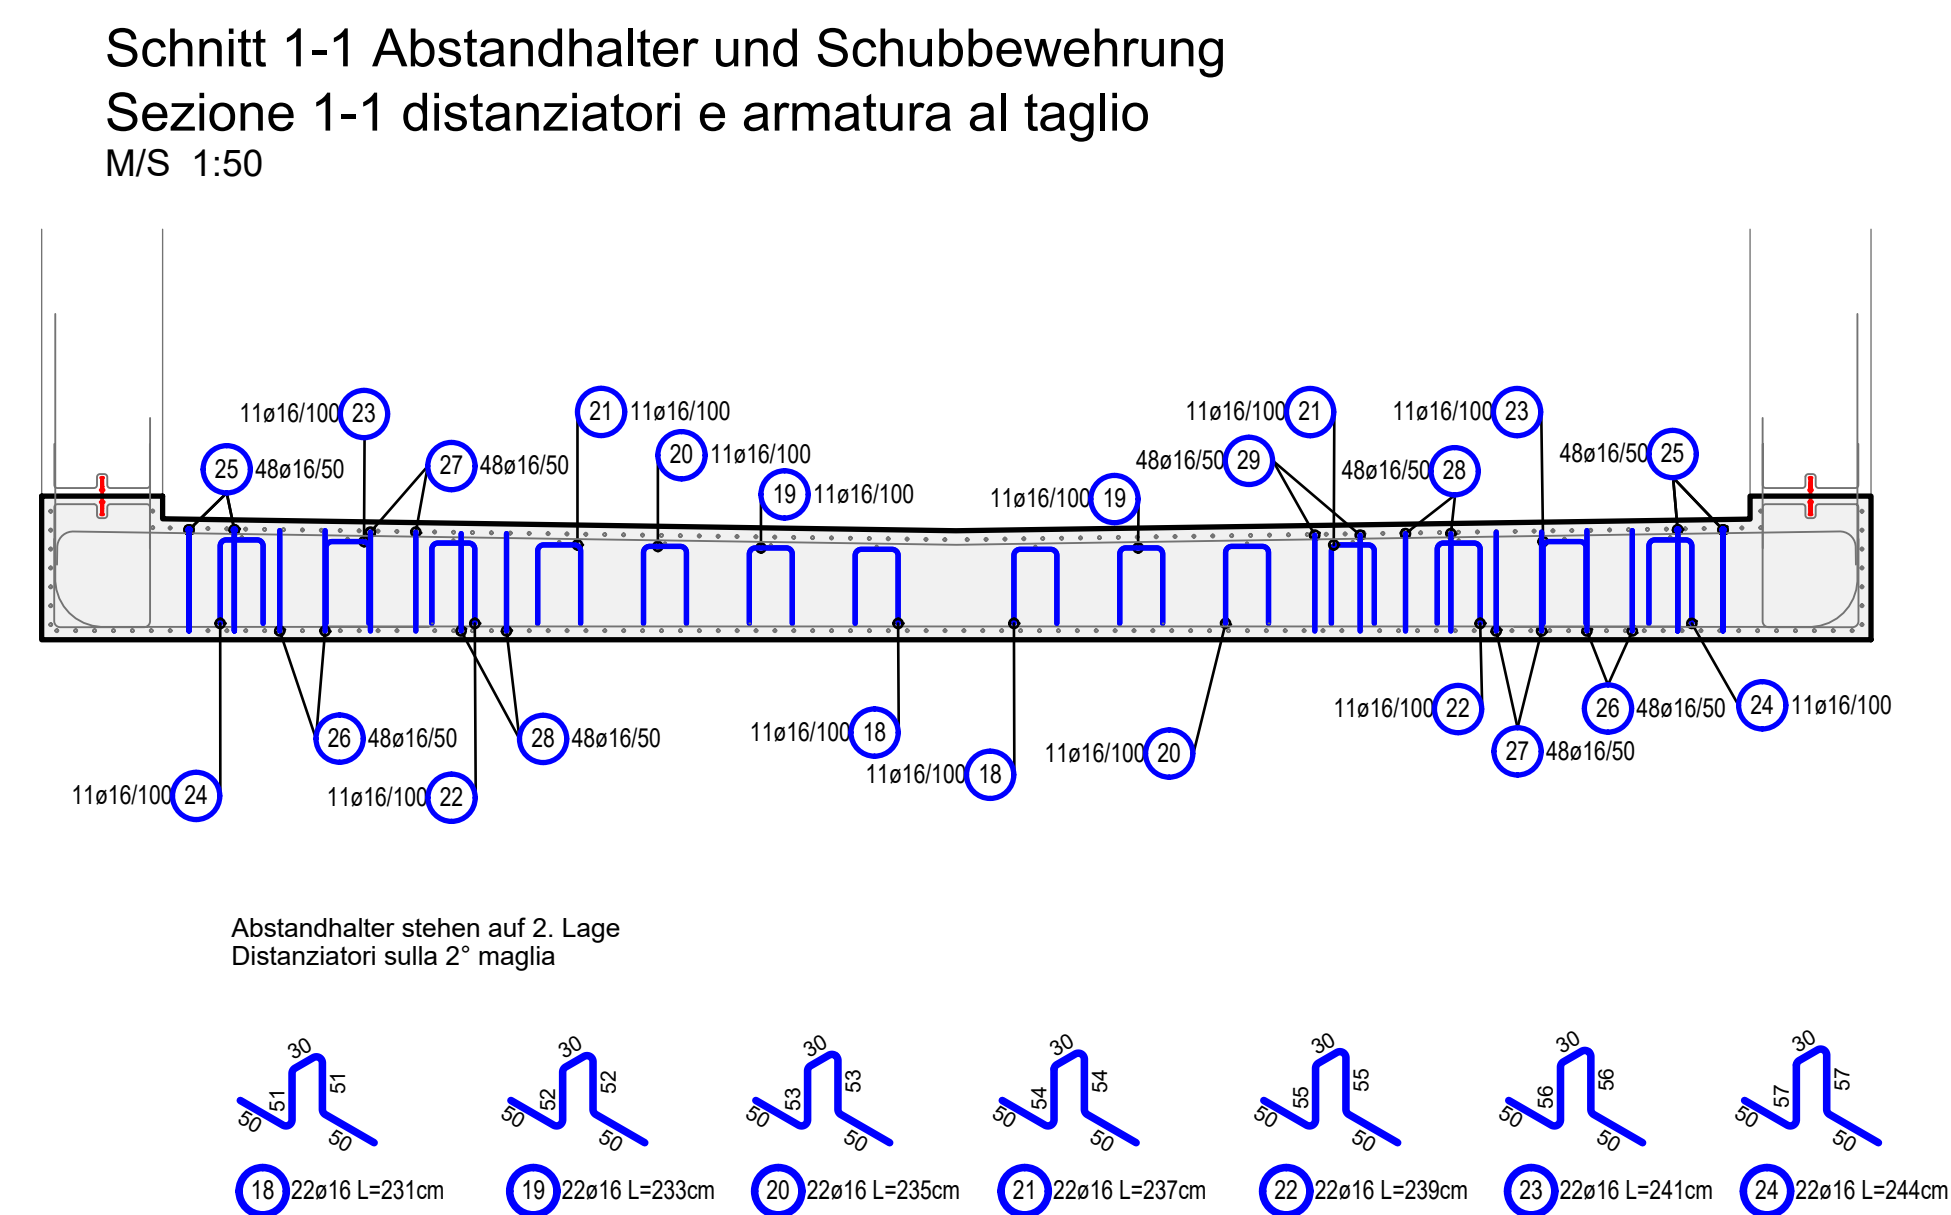 Schnitt 1-1 Abstandhalter und Schubbewehrung
Sezione 1-1 distanziatori e armatura al taglio
M/S 1:50
11ø16/100 23
21 11ø16/100
11ø16/100 21
11ø16/100 23
25 48ø16/50
27 48ø16/50
20 11ø16/100
48ø16/50 29
48ø16/50 28
48ø16/50 25
19 11ø16/100
11ø16/100 19
26 48ø16/50
28 48ø16/50
11ø16/100 18
11ø16/100 22
26 48ø16/50
24 11ø16/100
11ø16/100 18
11ø16/100 20
27 48ø16/50
11ø16/100 24
11ø16/100 22
Abstandhalter stehen auf 2. Lage
Distanziatori sulla 2° maglia
30 51 51 50 50
30 52 52 50 50
30 53 53 50 50
30 54 54 50 50
30 55 55 50 50
30 56 56 50 50
30 57 57 50 50
18 22ø16 L=231cm
19 22ø16 L=233cm
20 22ø16 L=235cm
21 22ø16 L=237cm
22 22ø16 L=239cm
23 22ø16 L=241cm
24 22ø16 L=244cm